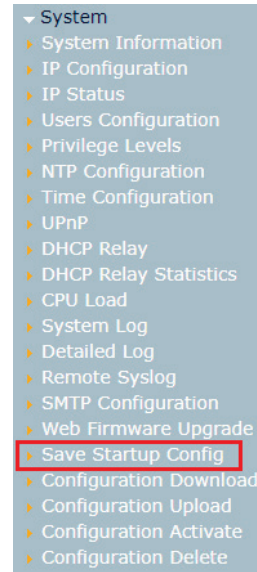 System
System Information
IP Configuration
IP Status
Users Configuration
Privilege Levels
NTP Configuration
Time Configuration
UPnP
DHCP Relay
DHCP Relay Statistics
CPU Load
System Log
Detailed Log
Remote Syslog
SMTP Configuration
Web Firmware Upgrade
Save Startup Config
Configuration Download
Configuration Upload
Configuration Activate
Configuration Delete